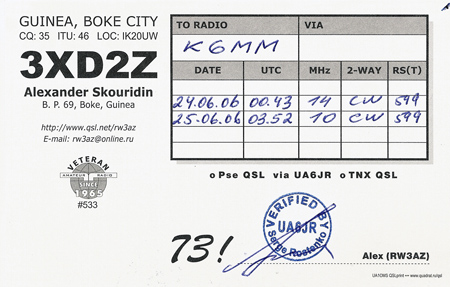 GUINEA, BOKE CITY
CQ: 35 ITU: 46 LOC: IK20UW
3XD2Z
Alexander Skouridin
B. P. 69, Boke, Guinea
http://www.qsl.net/rw3az
E-mail: rw3az@online.ru
VETERAN
AMATEUR RADIO
SINCE
1965
#533
TO RADIO VIA
K6MM
DATE UTC MHz 2-WAY RS(T)
24.06.06 00.43 14 CW 599
25.06.06 03.52 10 CW 599
o Pse QSL via UA6JR o TNX QSL
VERIFIED BY
UA6JR
Serge Rostenko
73!
Alex (RW3AZ)